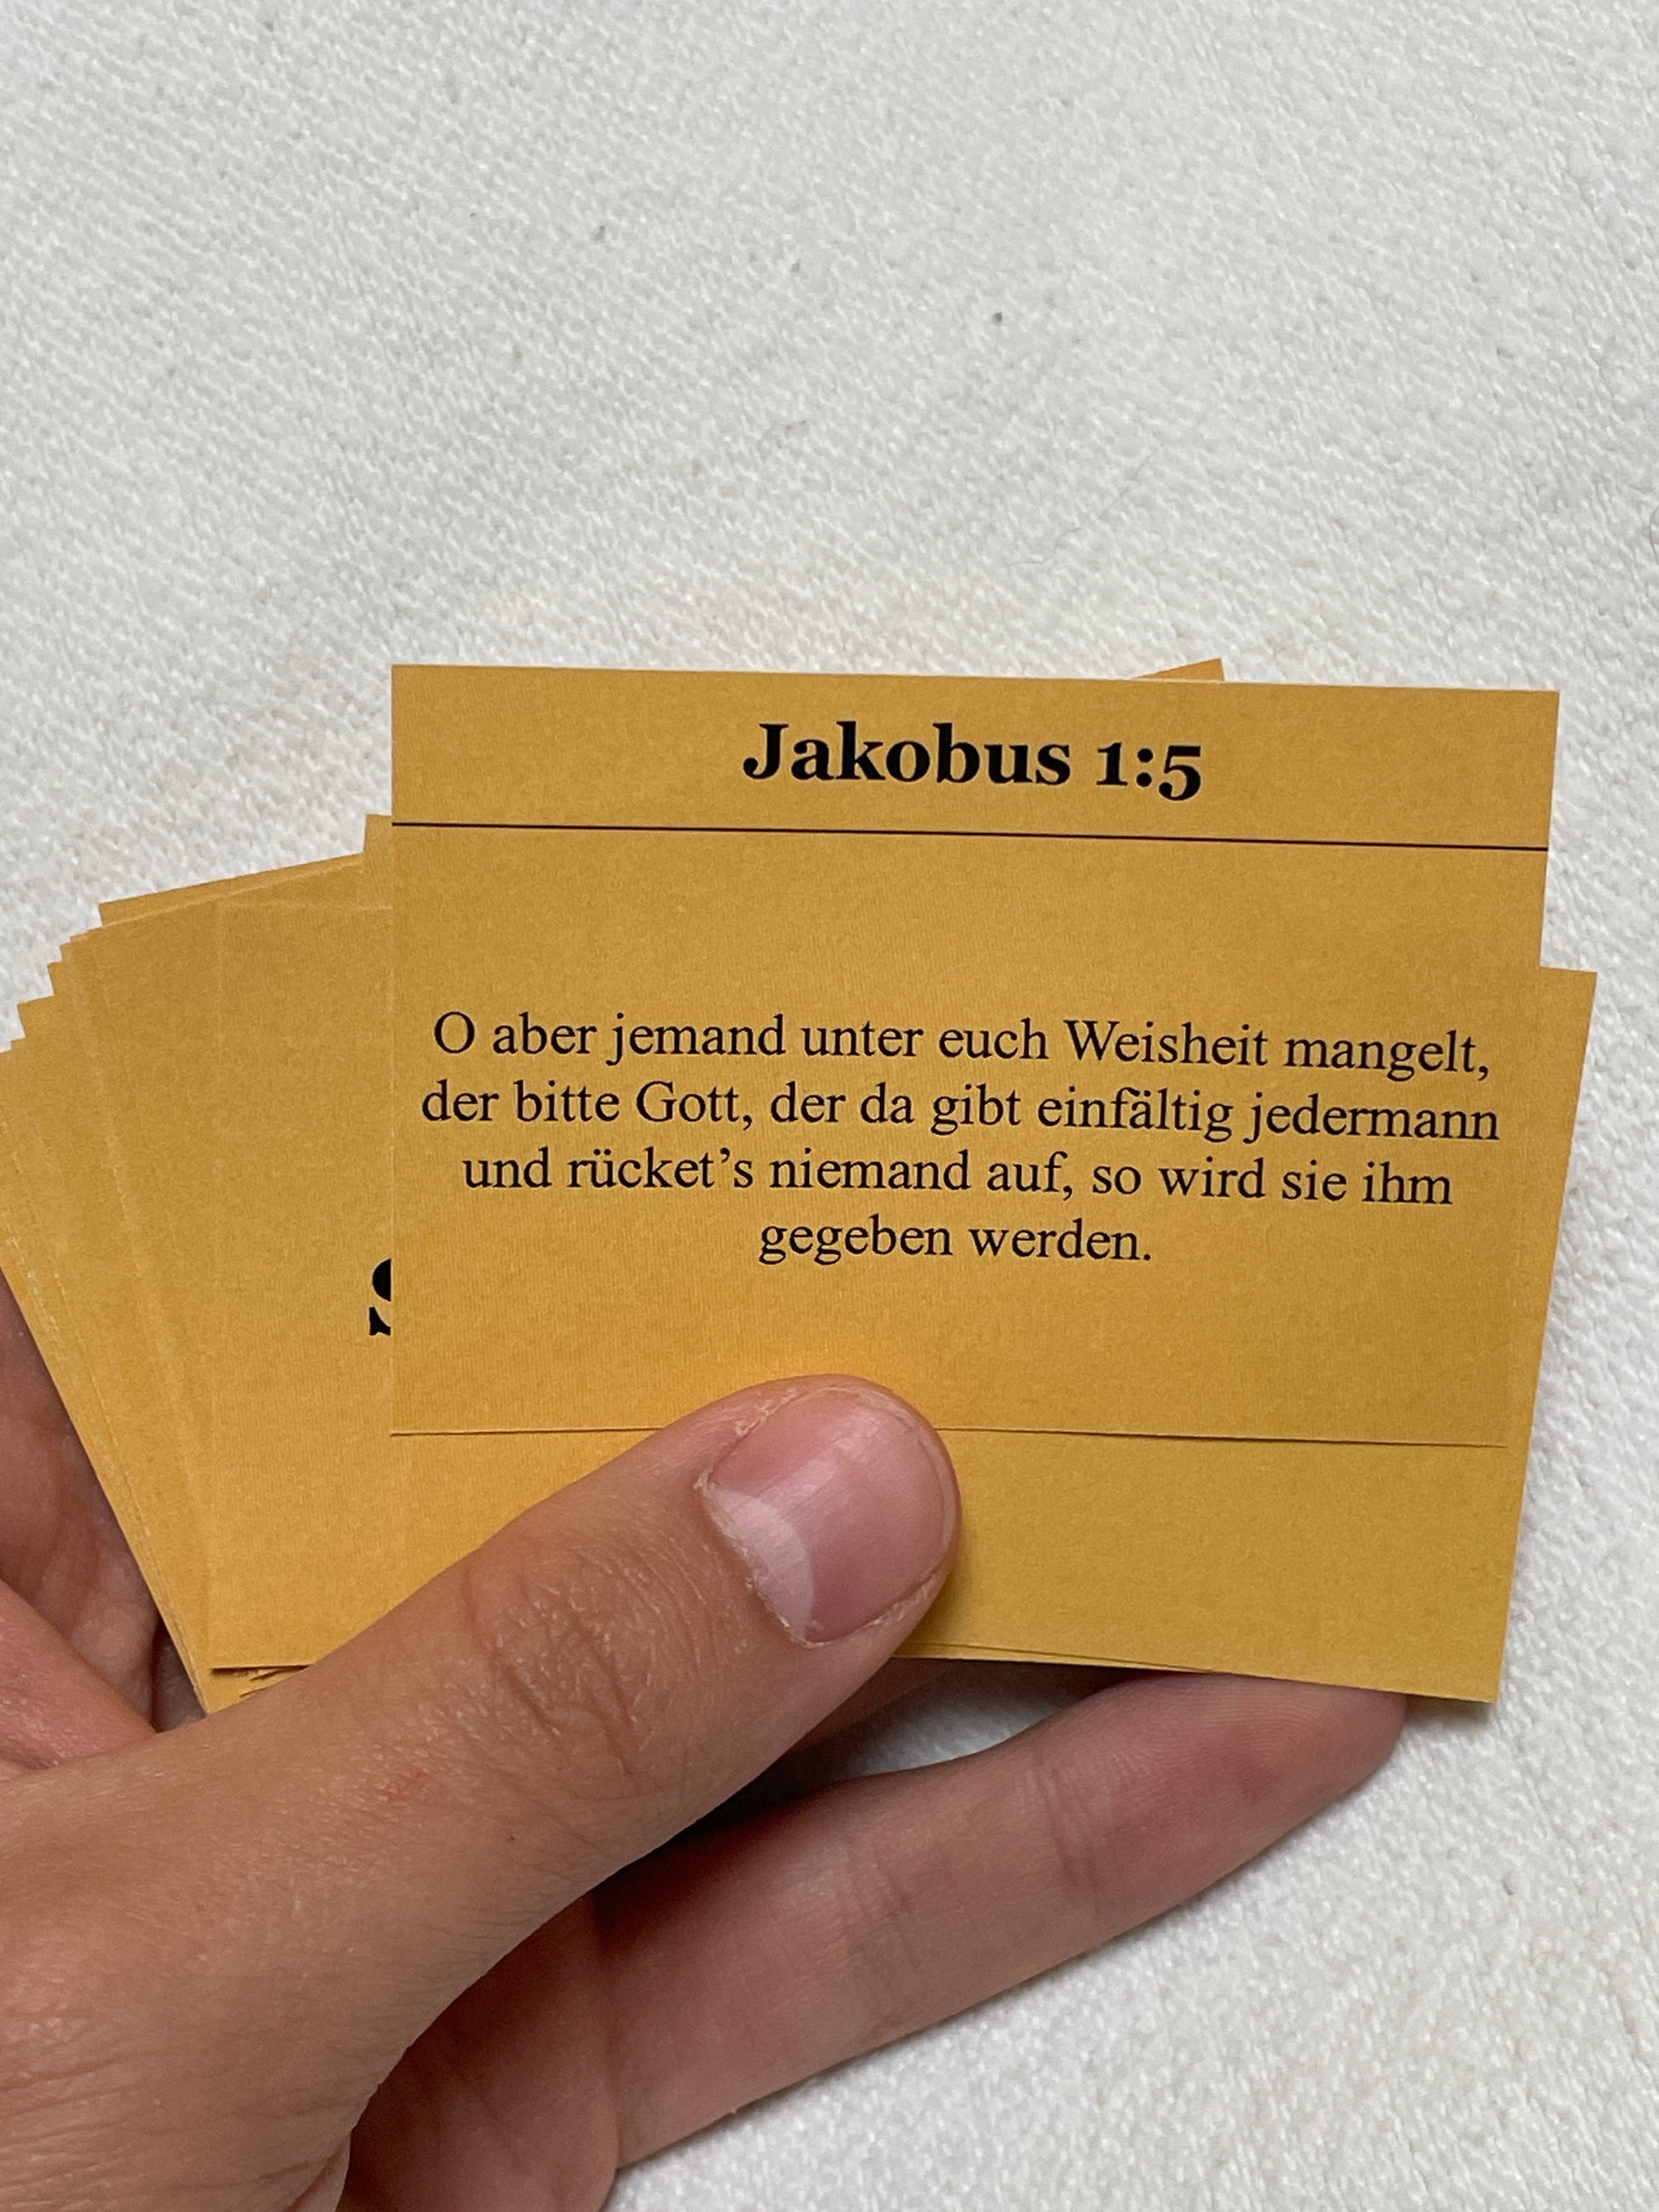 Jakobus 1:5
O aber jemand unter euch Weisheit mangelt,
der bitte Gott, der da gibt einfältig jedermann
und rücket’s niemand auf, so wird sie ihm
gegeben werden.